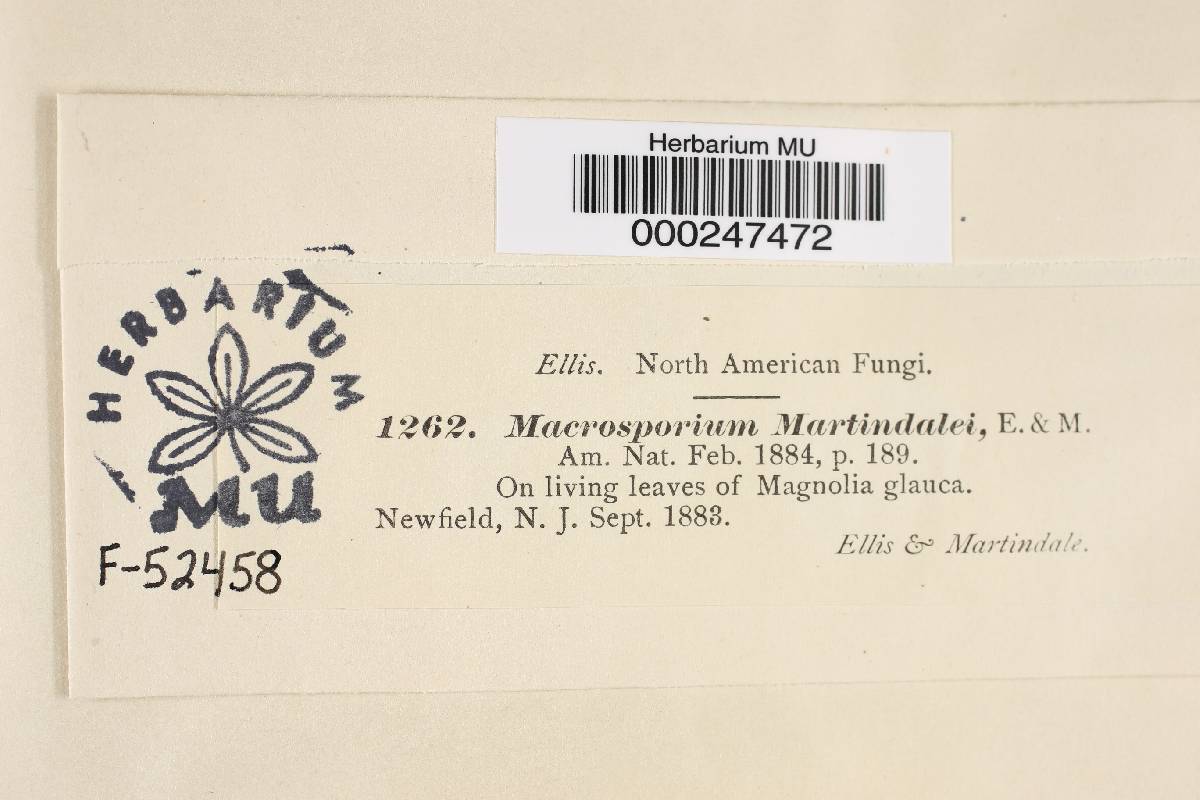 Herbarium MU
000247472
HERBARIUM
MU
F-52458
Ellis. North American Fungi.
1262. Macrosporium Martindalei, E. & M.
Am. Nat. Feb. 1884, p. 189.
On living leaves of Magnolia glauca.
Newfield, N. J. Sept. 1883.
Ellis & Martindale.